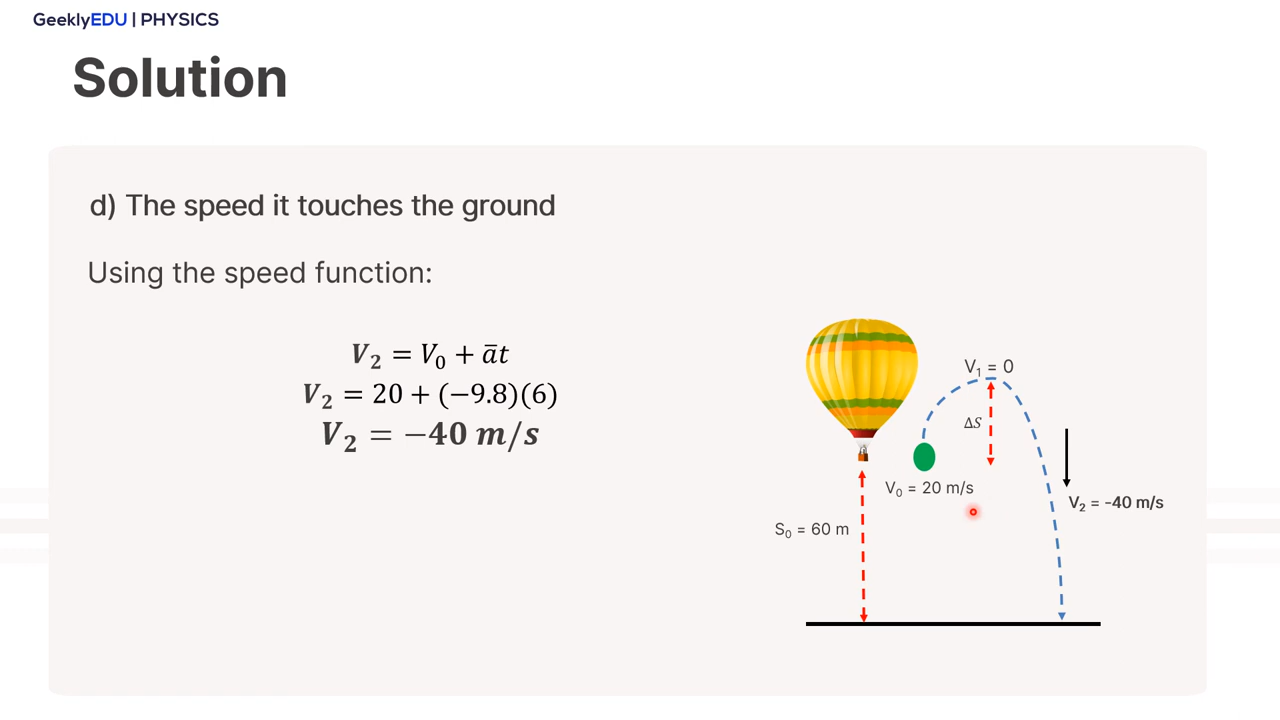 GeeklyEDU | PHYSICS
Solution
d) The speed it touches the ground
Using the speed function:
V₂ = V₀ + āt
V₂ = 20 + (−9.8)(6)
V₂ = −40 m/s
V₁ = 0
ΔS
V₀ = 20 m/s
V₂ = -40 m/s
S₀ = 60 m